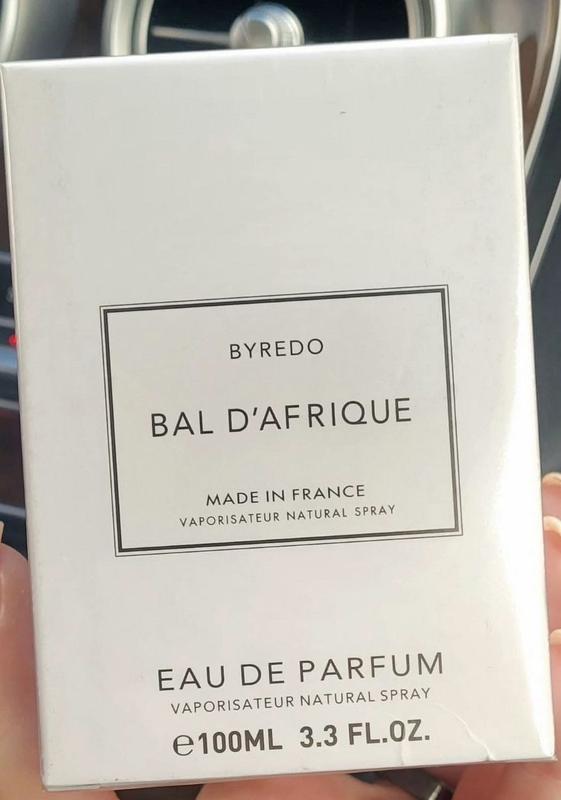 BYREDO
BAL D'AFRIQUE
MADE IN FRANCE
VAPORISATEUR NATURAL SPRAY
EAU DE PARFUM
VAPORISATEUR NATURAL SPRAY
℮100ML 3.3 FL.OZ.